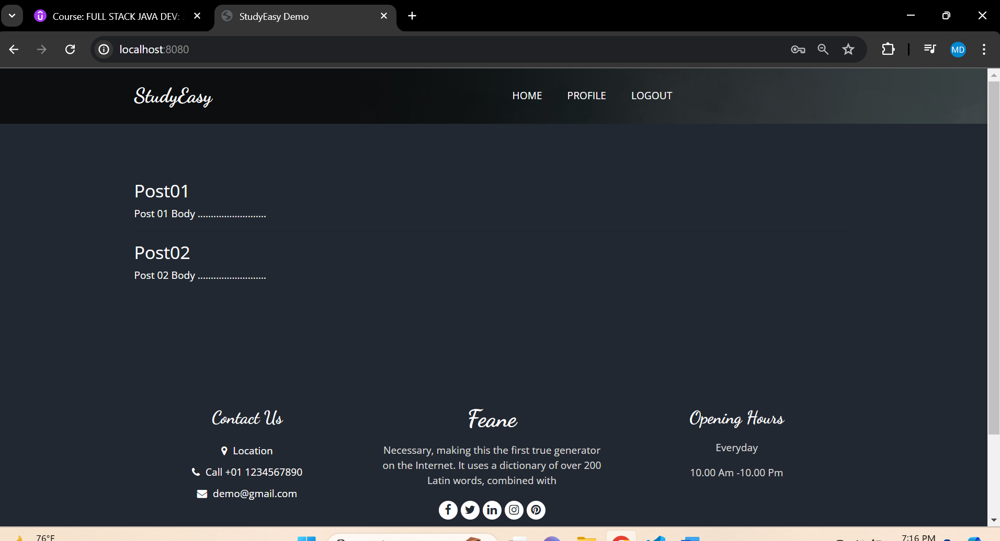 Course: FULL STACK JAVA DEV:
StudyEasy Demo
localhost:8080
MD
StudyEasy
HOME PROFILE LOGOUT
Post01
Post 01 Body ..........................
Post02
Post 02 Body ..........................
Contact Us
Location
Call +01 1234567890
demo@gmail.com
Feane
Necessary, making this the first true generator
on the Internet. It uses a dictionary of over 200
Latin words, combined with
Opening Hours
Everyday
10.00 Am -10.00 Pm
76°F
7:16 PM